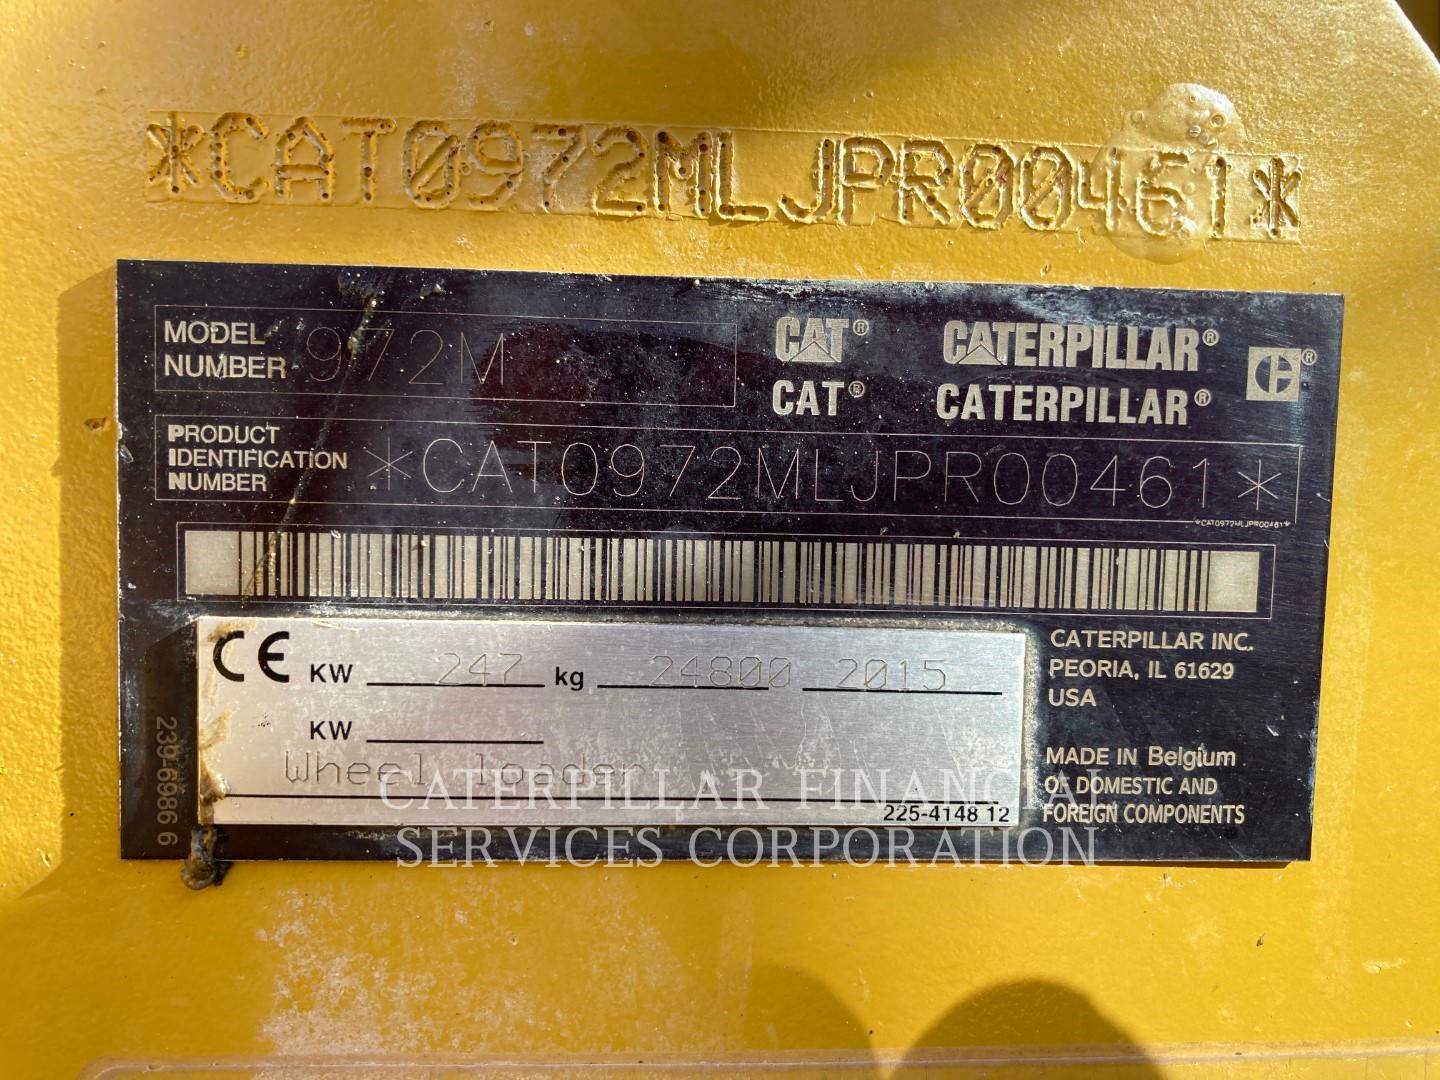 *CAT0972MLJPR00461*
MODEL NUMBER 972M
CAT® CATERPILLAR®
CAT® CATERPILLAR®
PRODUCT IDENTIFICATION NUMBER *CAT0972MLJPR00461*
*CAT0972MLJPR00461*
CE KW 247 kg 24800 2015
KW
Wheel loader
225-4148 12
239-6986 6
CATERPILLAR INC.
PEORIA, IL 61629
USA
MADE IN Belgium
OF DOMESTIC AND
FOREIGN COMPONENTS
CATERPILLAR FINANCIAL
SERVICES CORPORATION